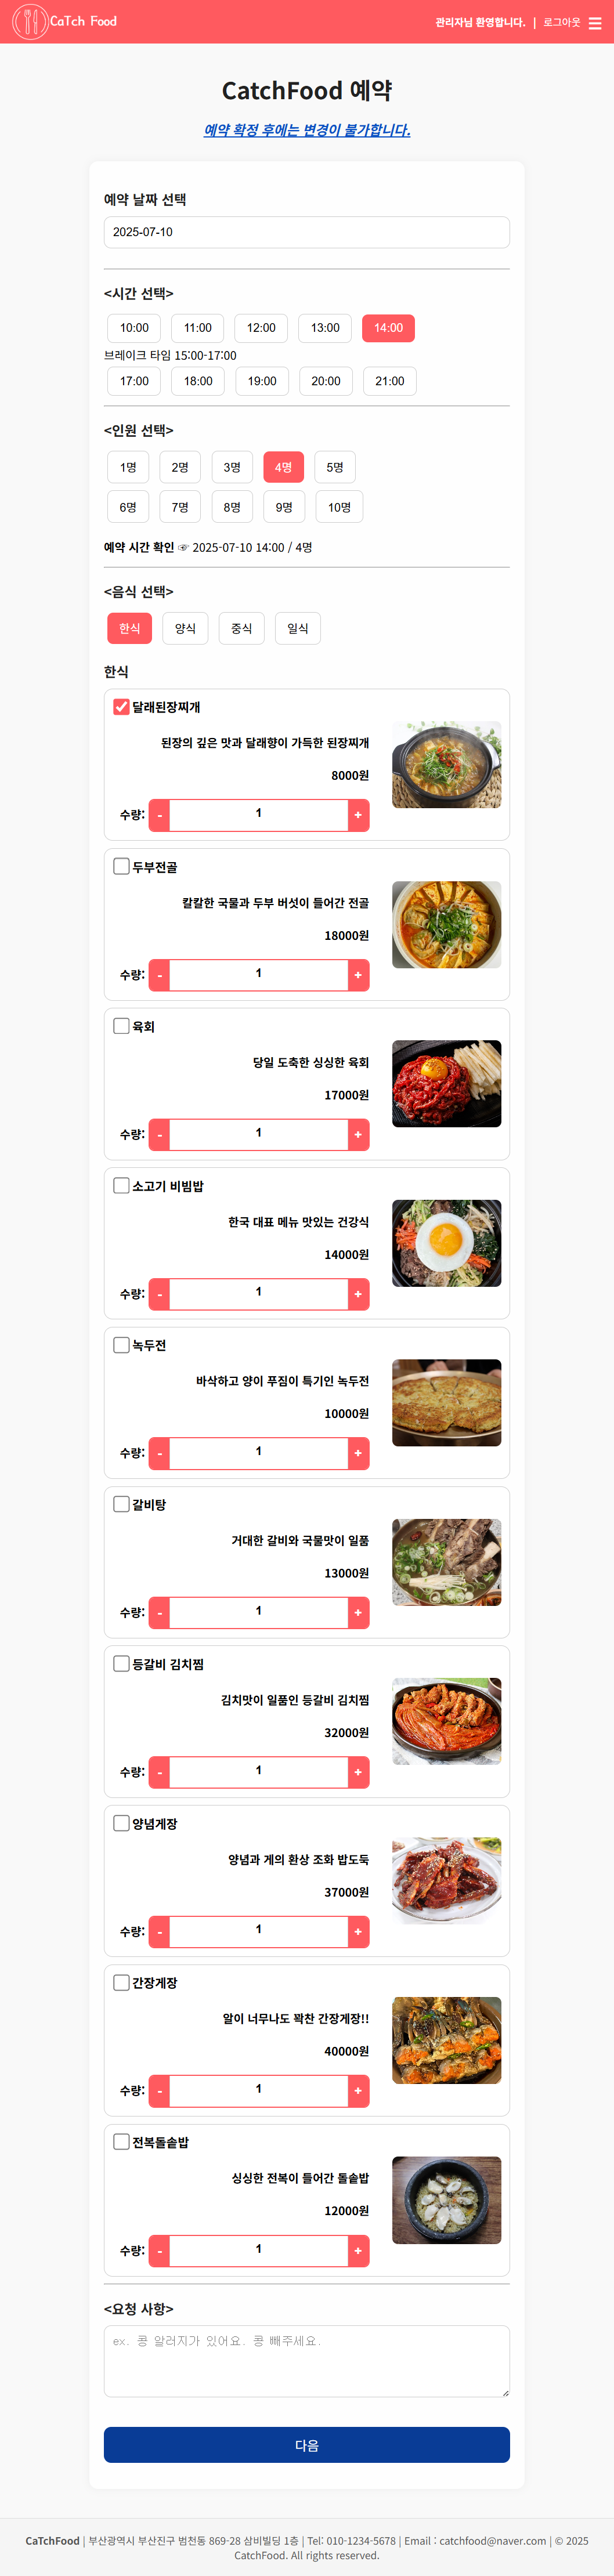 CaTch Food
관리자님 환영합니다. | 로그아웃 ☰
CatchFood 예약
예약 확정 후에는 변경이 불가합니다.
예약 날짜 선택
2025-07-10
<시간 선택>
10:00 11:00 12:00 13:00 14:00
브레이크 타임 15:00-17:00
17:00 18:00 19:00 20:00 21:00
<인원 선택>
1명 2명 3명 4명 5명
6명 7명 8명 9명 10명
예약 시간 확인 ☞ 2025-07-10 14:00 / 4명
<음식 선택>
한식 양식 중식 일식
한식
달래된장찌개
된장의 깊은 맛과 달래향이 가득한 된장찌개
8000원
수량: - 1 +
두부전골
칼칼한 국물과 두부 버섯이 들어간 전골
18000원
수량: - 1 +
육회
당일 도축한 싱싱한 육회
17000원
수량: - 1 +
소고기 비빔밥
한국 대표 메뉴 맛있는 건강식
14000원
수량: - 1 +
녹두전
바삭하고 양이 푸짐이 특기인 녹두전
10000원
수량: - 1 +
갈비탕
거대한 갈비와 국물맛이 일품
13000원
수량: - 1 +
등갈비 김치찜
김치맛이 일품인 등갈비 김치찜
32000원
수량: - 1 +
양념게장
양념과 게의 환상 조화 밥도둑
37000원
수량: - 1 +
간장게장
알이 너무나도 꽉찬 간장게장!!
40000원
수량: - 1 +
전복돌솥밥
싱싱한 전복이 들어간 돌솥밥
12000원
수량: - 1 +
<요청 사항>
ex. 콩 알러지가 있어요. 콩 빼주세요.
다음
CaTchFood | 부산광역시 부산진구 범천동 869-28 삼비빌딩 1층 | Tel: 010-1234-5678 | Email : catchfood@naver.com | © 2025
CatchFood. All rights reserved.